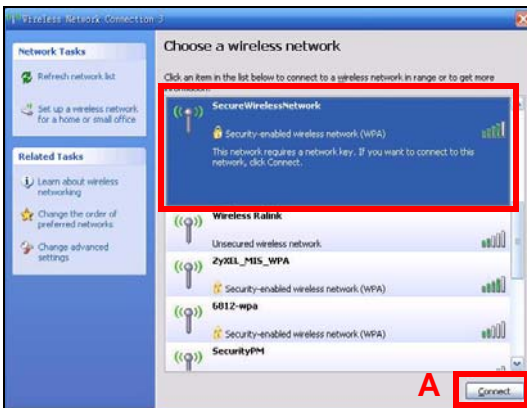 Wireless Network Connection 3
Network Tasks
Refresh network list
Set up a wireless network
for a home or small office
Related Tasks
Learn about wireless
networking
Change the order of
preferred networks
Change advanced
settings
Choose a wireless network
Click an item in the list below to connect to a wireless network in range or to get more
information.
SecureWirelessNetwork
Security-enabled wireless network (WPA)
This network requires a network key. If you want to connect to this
network, click Connect.
Wireless Ralink
Unsecured wireless network
ZyXEL_MIS_WPA
Security-enabled wireless network (WPA)
6812-wpa
Security-enabled wireless network (WPA)
SecurityPM
A
Connect